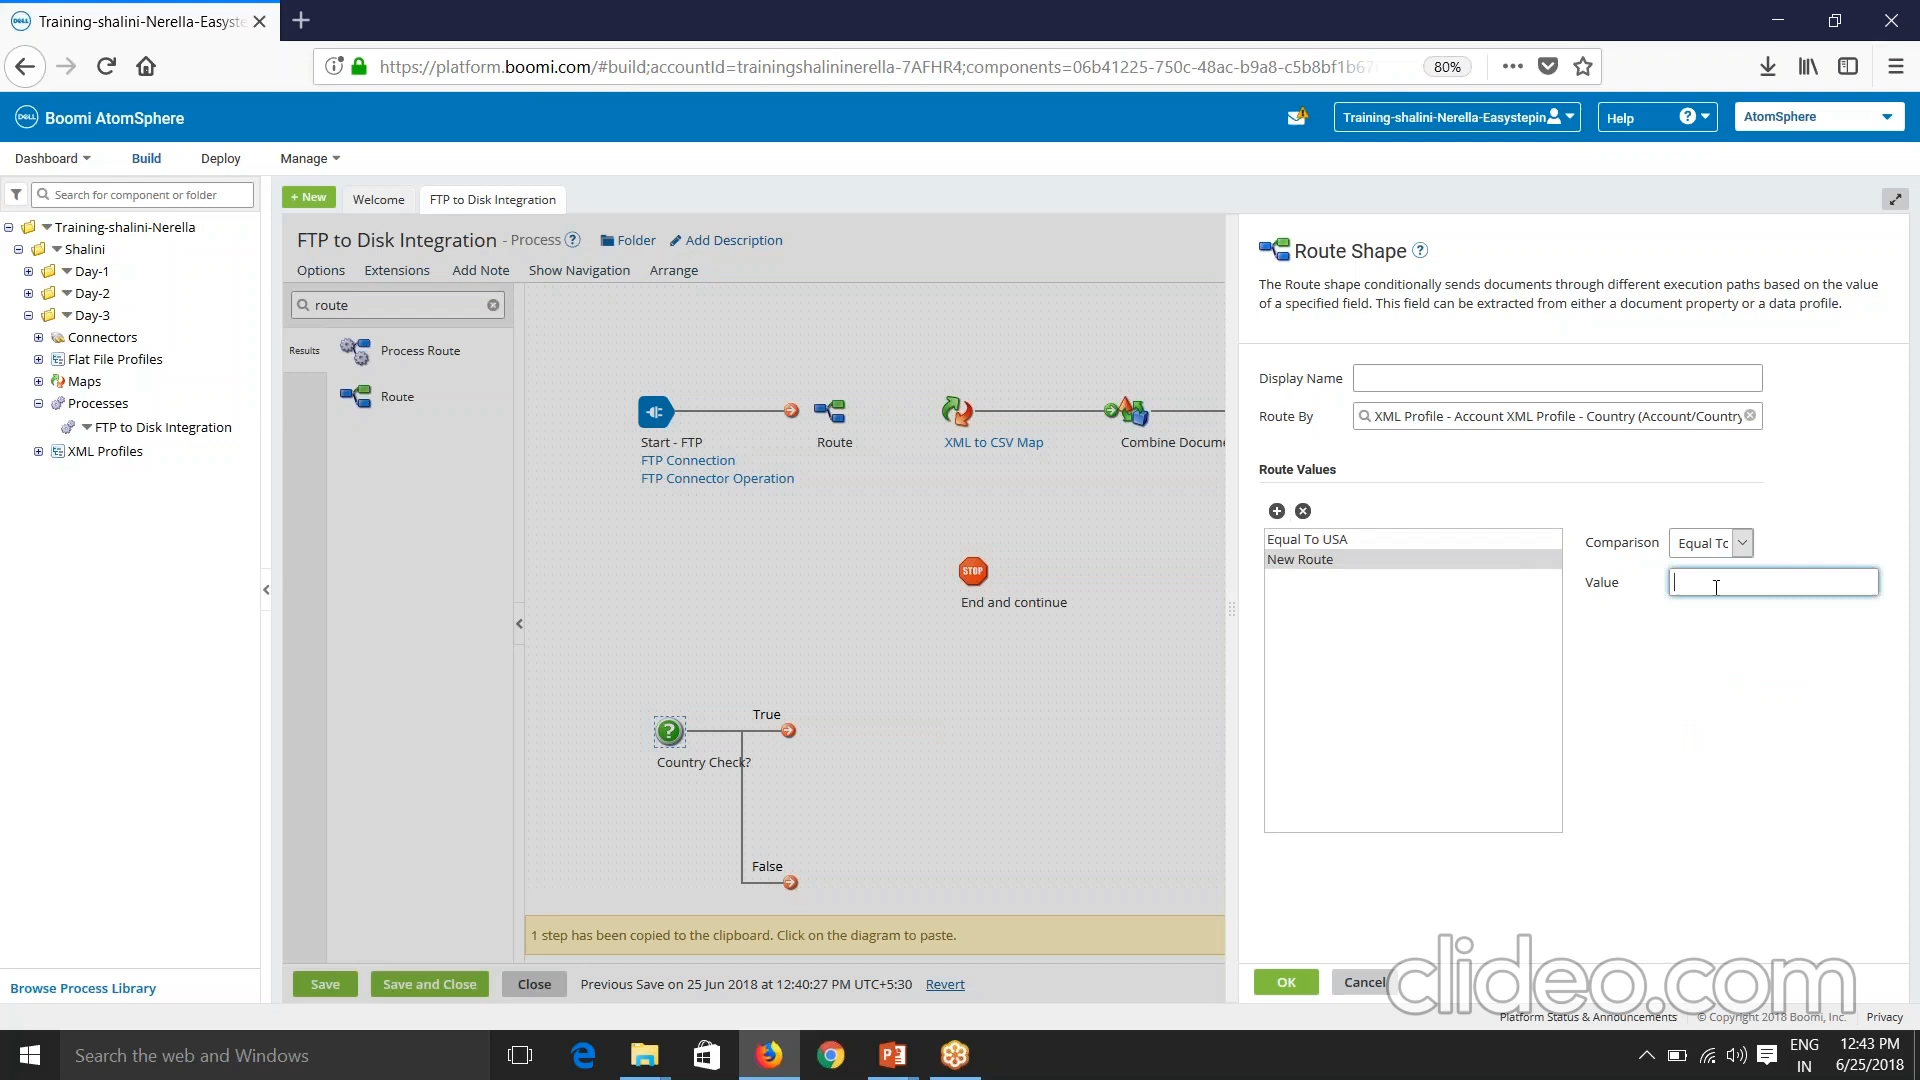 Training-shalini-Nerella-Easyste
https://platform.boomi.com/#build;accountId=trainingshalininerella-7AFHR4;components=06b41225-750c-48ac-b9a8-c5b8bf1b67
80%
DELL Boomi AtomSphere
Training-shalini-Nerella-Easystepin
Help
AtomSphere
Dashboard
Build
Deploy
Manage
Search for component or folder
+ New
Welcome
FTP to Disk Integration
Training-shalini-Nerella
Shalini
Day-1
Day-2
Day-3
Connectors
Flat File Profiles
Maps
Processes
FTP to Disk Integration
XML Profiles
Browse Process Library
FTP to Disk Integration - Process
Folder
Add Description
Options
Extensions
Add Note
Show Navigation
Arrange
route
Results
Process Route
Route
Start - FTP
FTP Connection
FTP Connector Operation
Route
XML to CSV Map
Combine Docume
STOP
End and continue
True
Country Check?
False
1 step has been copied to the clipboard. Click on the diagram to paste.
Save
Save and Close
Close
Previous Save on 25 Jun 2018 at 12:40:27 PM UTC+5:30
Revert
Route Shape
The Route shape conditionally sends documents through different execution paths based on the value
of a specified field. This field can be extracted from either a document property or a data profile.
Display Name
Route By
XML Profile - Account XML Profile - Country (Account/Country
Route Values
Equal To USA
New Route
Comparison
Equal To
Value
OK
Cancel
clideo.com
Platform Status & Announcements
© Copyright 2018 Boomi, Inc.
Privacy
Search the web and Windows
ENG
IN
12:43 PM
6/25/2018